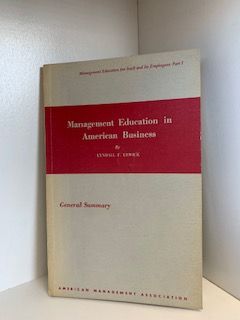 Management Education for Itself and Its Employees: Part I
Management Education in
American Business
By
LYNDALL F. URWICK
General Summary
AMERICAN MANAGEMENT ASSOCIATION